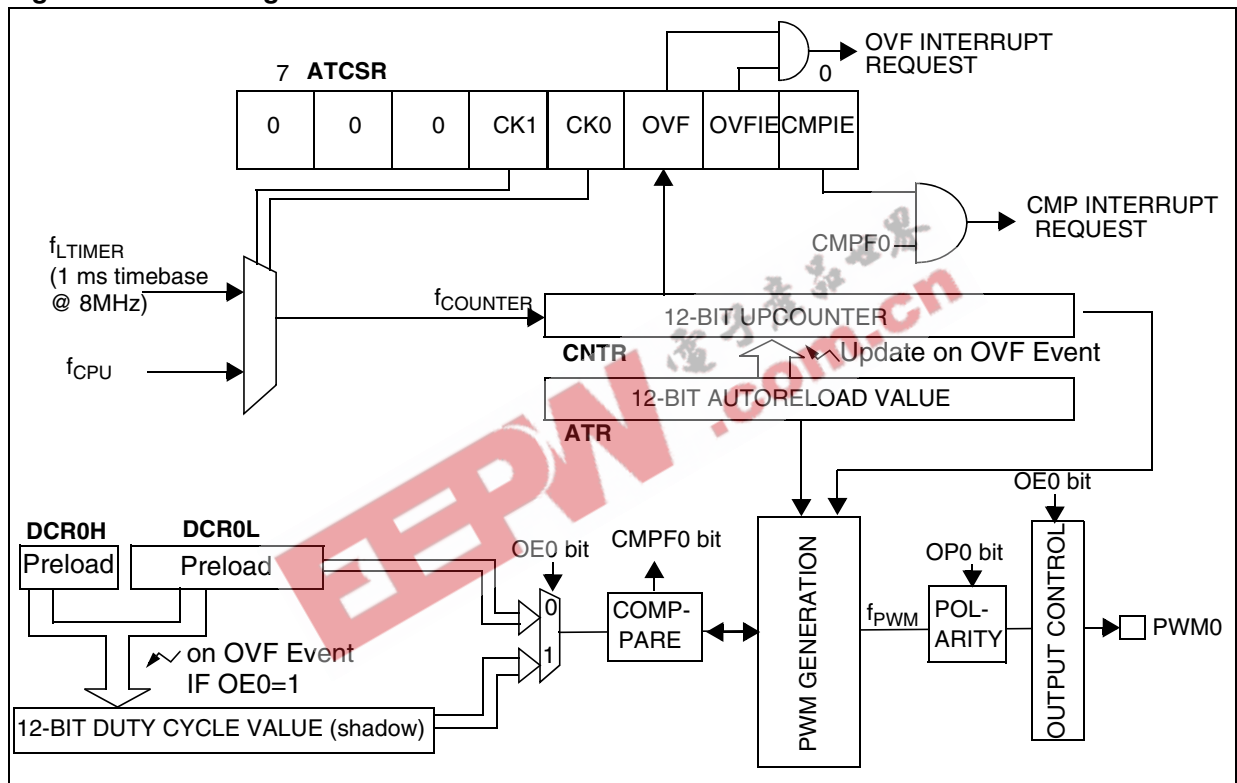 OVF INTERRUPT
REQUEST
7 ATCSR 0
0 0 0 CK1 CK0 OVF OVFIE CMPIE
CMP INTERRUPT
REQUEST
CMPF0
fLTIMER
(1 ms timebase
@ 8MHz)
fCOUNTER
12-BIT UPCOUNTER
CNTR
Update on OVF Event
fCPU
12-BIT AUTORELOAD VALUE
ATR
EEPW.com.cn
OE0 bit
DCR0H DCR0L
Preload Preload
OE0 bit
CMPF0 bit
0
1
COMP-
PARE
PWM GENERATION
fPWM
OP0 bit
POL-
ARITY
OUTPUT CONTROL
PWM0
on OVF Event
IF OE0=1
12-BIT DUTY CYCLE VALUE (shadow)